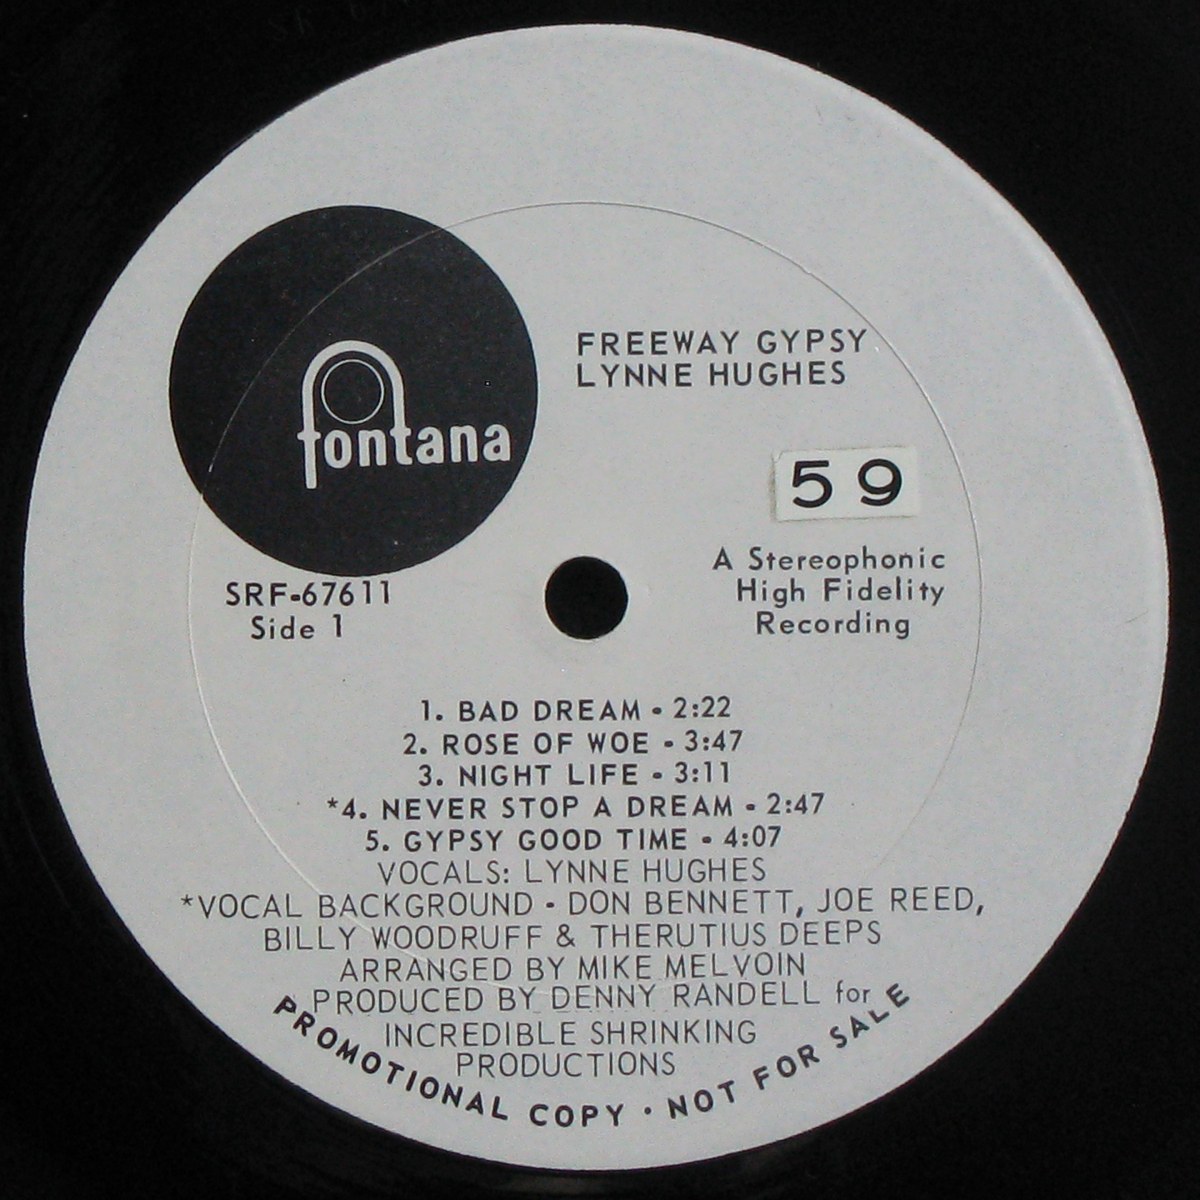 fontana
FREEWAY GYPSY
LYNNE HUGHES
59
SRF-67611
Side 1
A Stereophonic
High Fidelity
Recording
1. BAD DREAM - 2:22
2. ROSE OF WOE - 3:47
3. NIGHT LIFE - 3:11
*4. NEVER STOP A DREAM - 2:47
5. GYPSY GOOD TIME - 4:07
VOCALS: LYNNE HUGHES
*VOCAL BACKGROUND - DON BENNETT, JOE REED,
BILLY WOODRUFF & THERUTIUS DEEPS
ARRANGED BY MIKE MELVOIN
PRODUCED BY DENNY RANDELL for
INCREDIBLE SHRINKING
PRODUCTIONS
PROMOTIONAL COPY · NOT FOR SALE